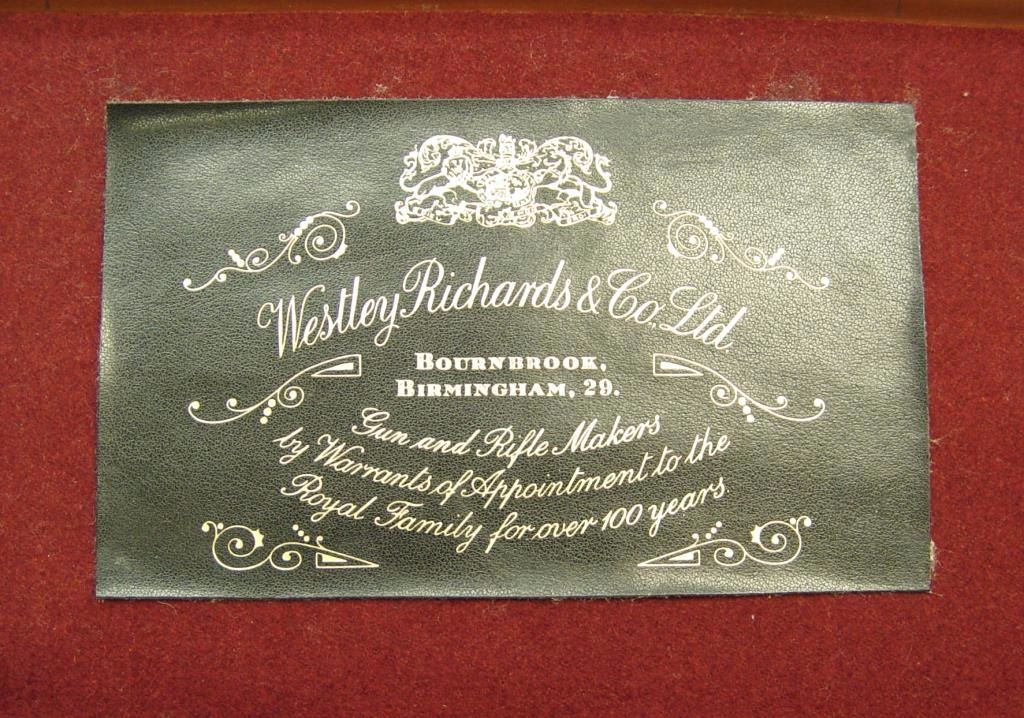 Westley Richards & Co. Ltd
BOURNBROOK,
BIRMINGHAM, 29.
Gun and Rifle Makers
by Warrants of Appointment to the
Royal Family for over 100 years.